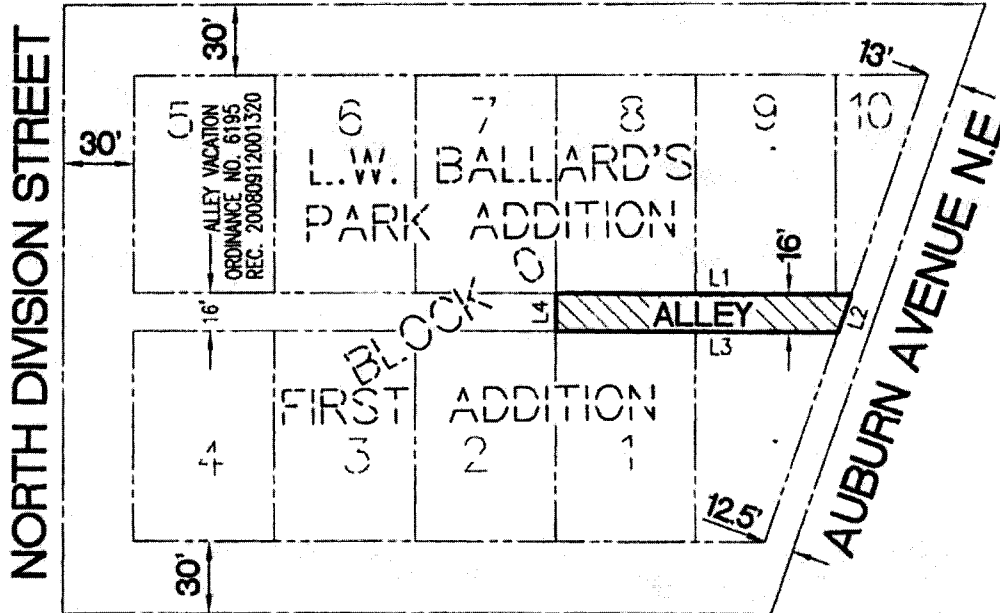 NORTH DIVISION STREET
30'
30'
13'
5
6
7
8
9
10
ALLEY VACATION
ORDINANCE NO. 6195
REC. 20080912001320
L.W. BALLARD'S
PARK ADDITION
16'
L1
16'
L4
ALLEY
L2
L3
BLOCK O
FIRST ADDITION
4
3
2
1
12.5'
30'
AUBURN AVENUE N.E.